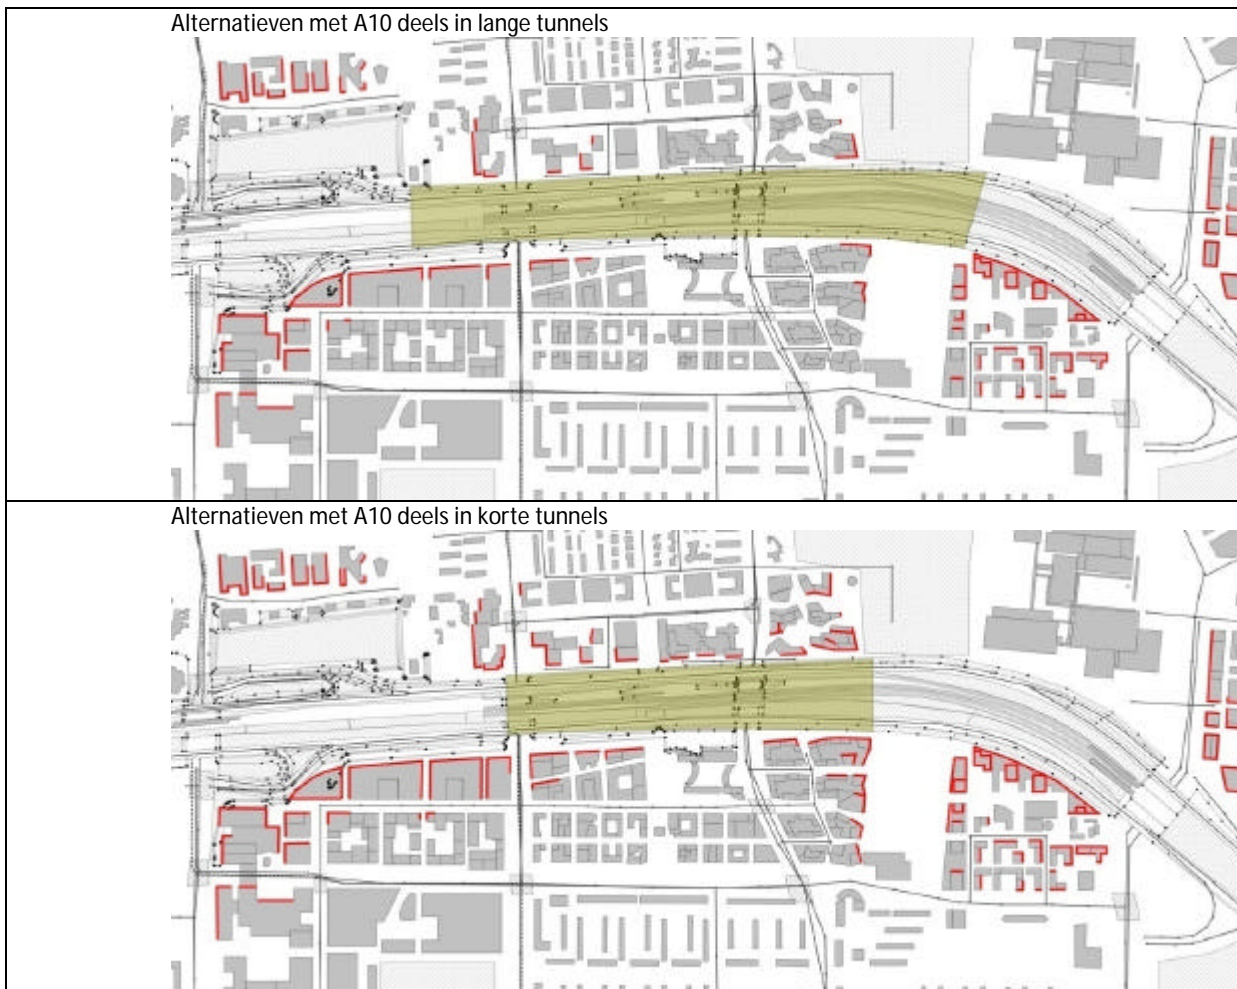 Alternatieven met A10 deels in lange tunnels
Alternatieven met A10 deels in korte tunnels